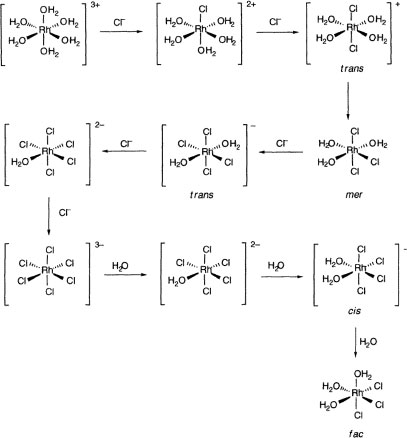 [Rh(OH₂)(H₂O)(OH₂)(H₂O)(OH₂)(OH₂)]³⁺ Cl⁻ [Rh(Cl)(H₂O)(OH₂)(H₂O)(OH₂)(OH₂)]²⁺ Cl⁻ [Rh(Cl)(H₂O)(OH₂)(H₂O)(OH₂)(Cl)]⁺
trans
[Rh(Cl)(Cl)(Cl)(H₂O)(Cl)(Cl)]²⁻ Cl⁻ [Rh(Cl)(Cl)(OH₂)(H₂O)(Cl)(Cl)]⁻ Cl⁻ Rh(Cl)(H₂O)(OH₂)(H₂O)(Cl)(Cl)
trans mer
Cl⁻
[Rh(Cl)(Cl)(Cl)(Cl)(Cl)(Cl)]³⁻ H₂O [Rh(Cl)(Cl)(Cl)(H₂O)(Cl)(Cl)]²⁻ H₂O [Rh(Cl)(H₂O)(Cl)(H₂O)(Cl)(Cl)]⁻
cis
H₂O
Rh(OH₂)(H₂O)(Cl)(H₂O)(Cl)(Cl)
fac